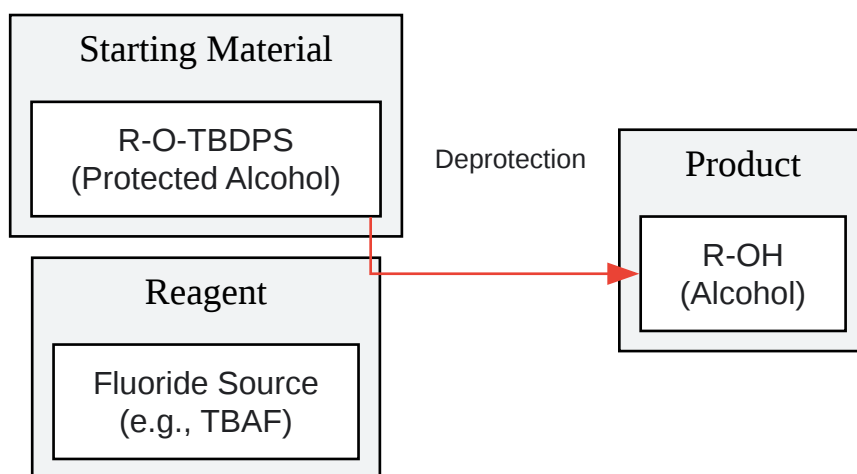 Starting Material
R-O-TBDPS
(Protected Alcohol)
Deprotection
Product
R-OH
(Alcohol)
Reagent
Fluoride Source
(e.g., TBAF)